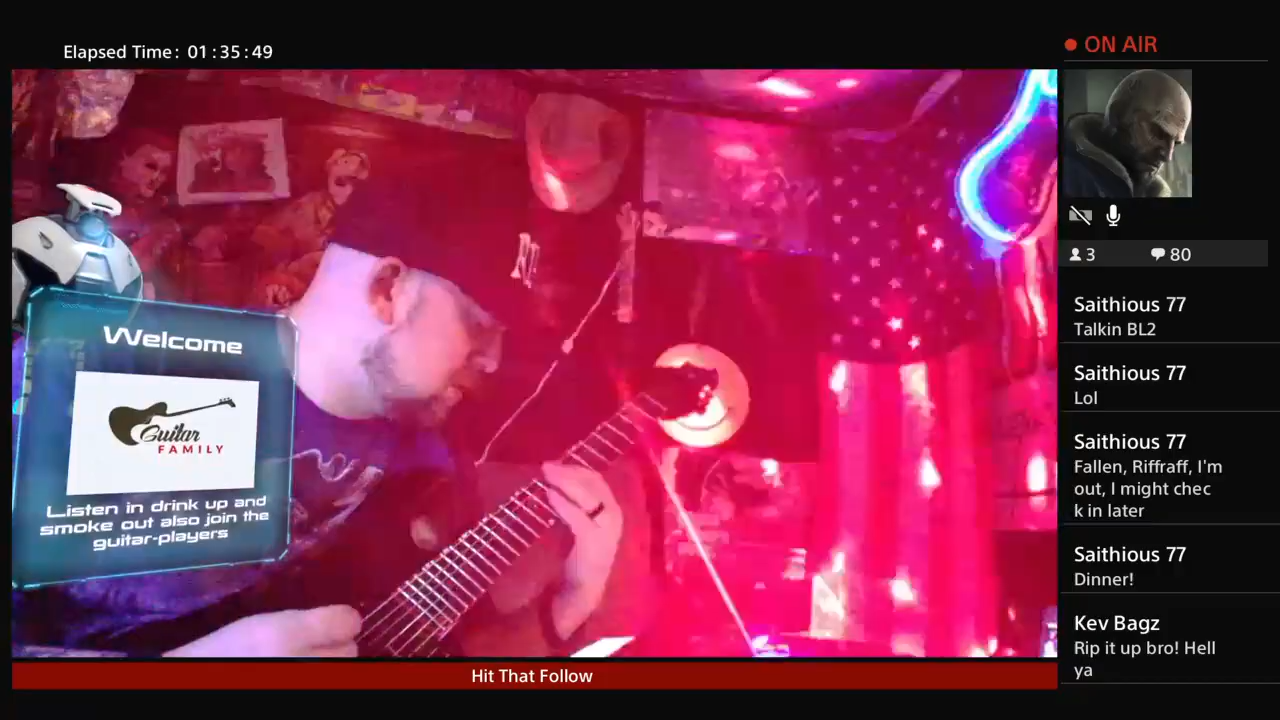 Elapsed Time: 01:35:49
ON AIR
3
80
Welcome
Guitar
FAMILY
Listen in drink up and
smoke out also join the
guitar-players
Saithious 77
Talkin BL2
Saithious 77
Lol
Saithious 77
Fallen, Riffraff, I'm
out, I might chec
k in later
Saithious 77
Dinner!
Kev Bagz
Rip it up bro! Hell
ya
Hit That Follow